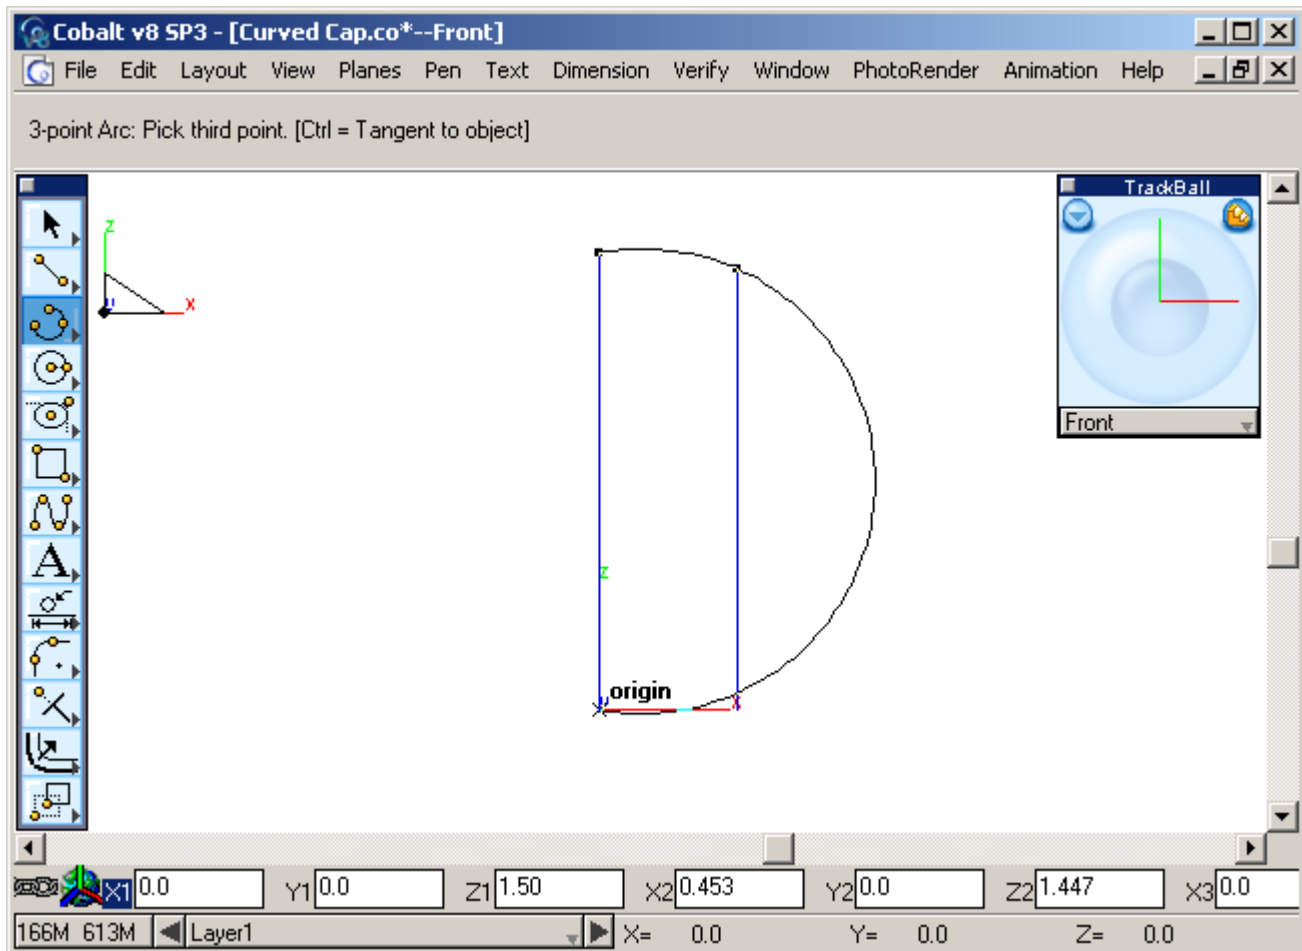 Cobalt v8 SP3 - [Curved Cap.co*--Front]
File Edit Layout View Planes Pen Text Dimension Verify Window PhotoRender Animation Help
3-point Arc: Pick third point. [Ctrl = Tangent to object]
TrackBall
z
x
Front
A
z
origin
X1 0.0 Y1 0.0 Z1 1.50 X2 0.453 Y2 0.0 Z2 1.447 X3 0.0
166M 613M Layer1 X= 0.0 Y= 0.0 Z= 0.0